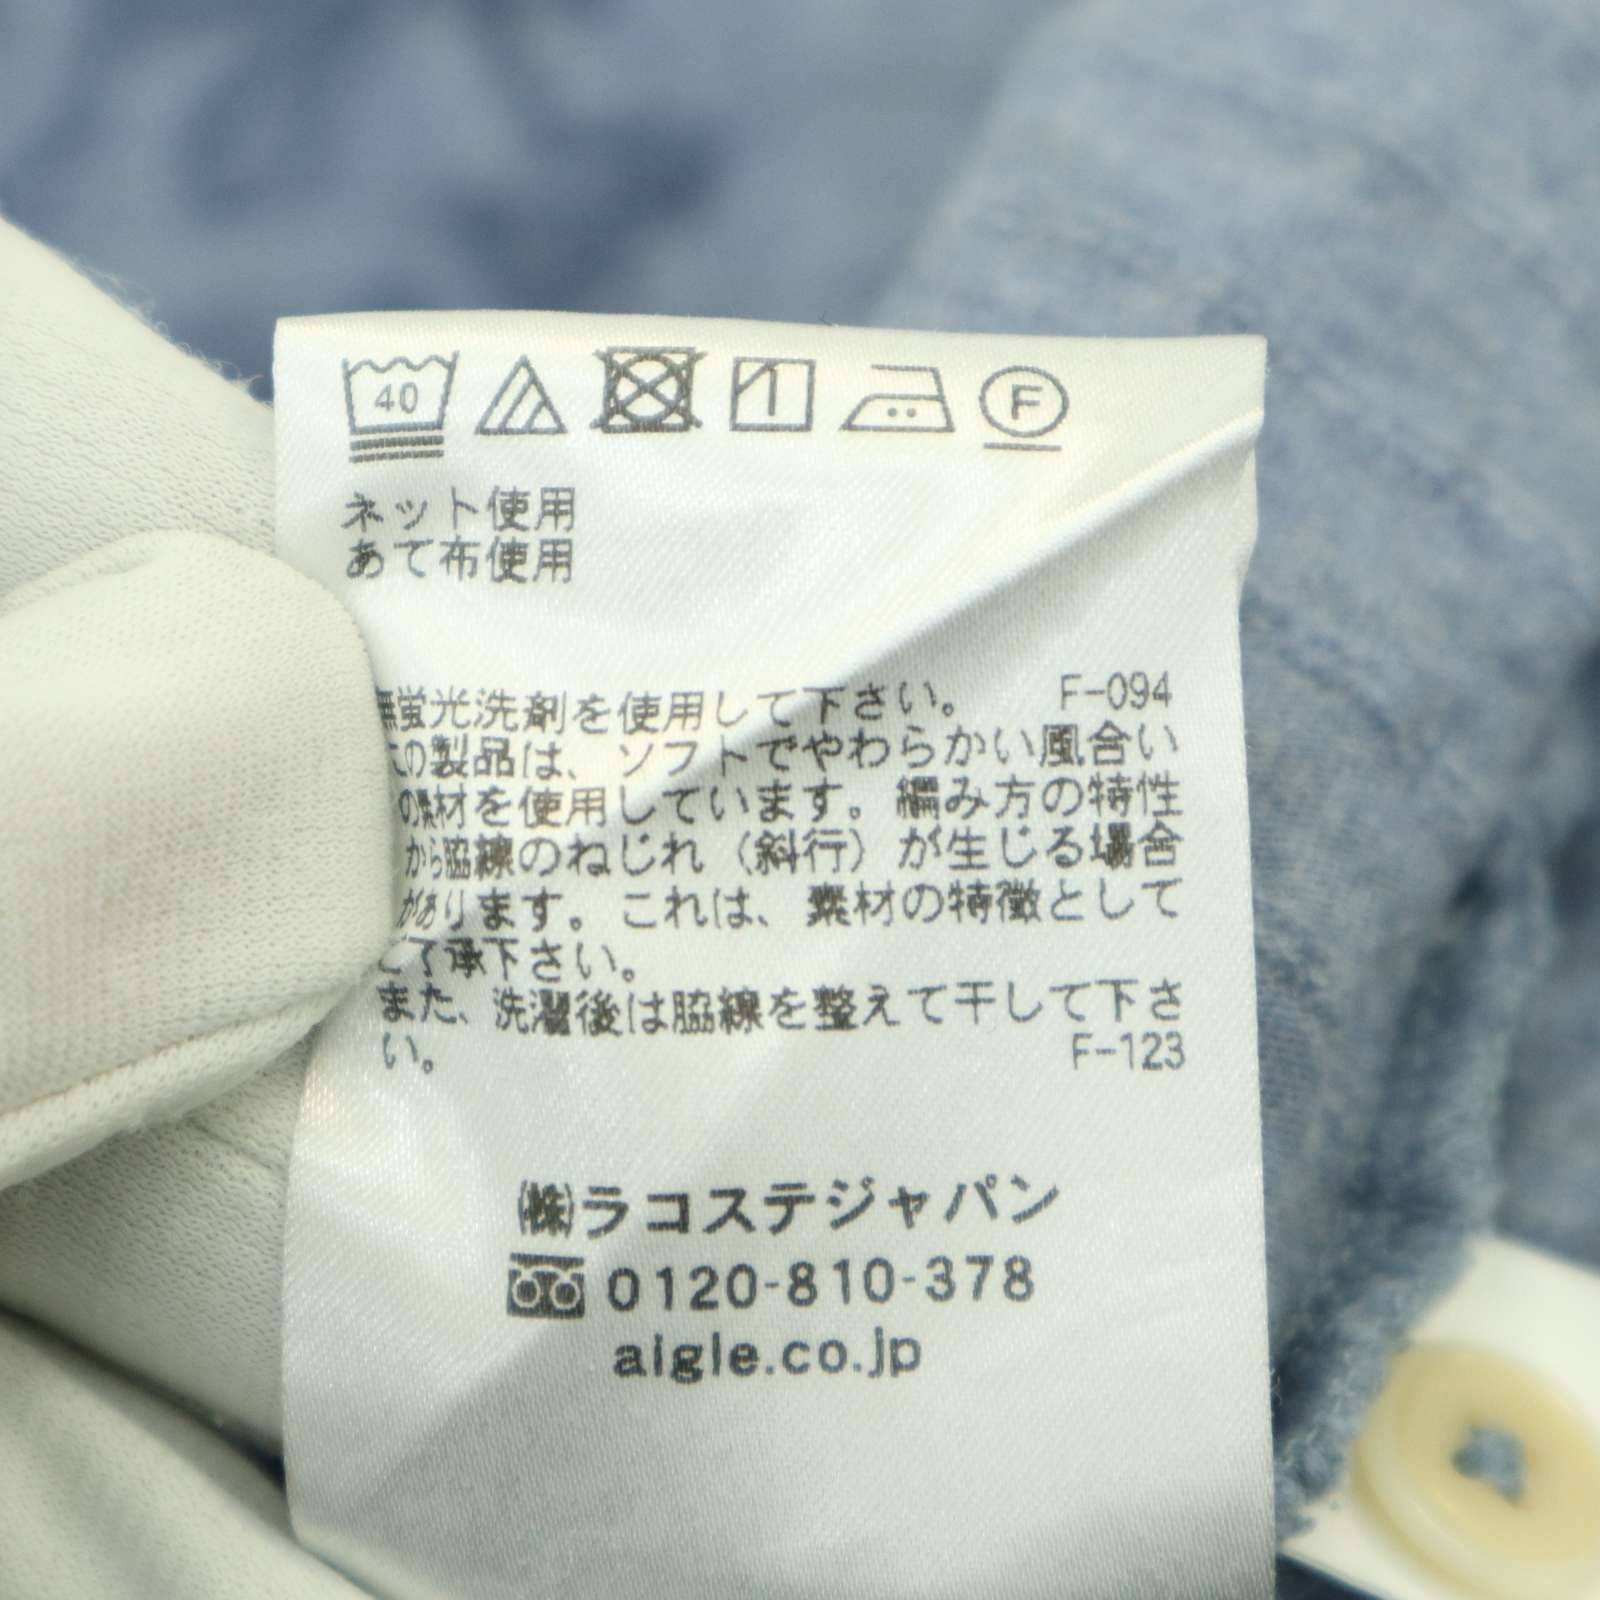 40
F
ネット使用
あて布使用
無蛍光洗剤を使用して下さい。 F-094
この製品は、ソフトでやわらかい風合い
の素材を使用しています。編み方の特性
から脇線のねじれ（斜行）が生じる場合
があります。これは、素材の特徴として
ご了承下さい。
また、洗濯後は脇線を整えて干して下さ
い。 F-123
㈱ラコステジャパン
0120-810-378
aigle.co.jp